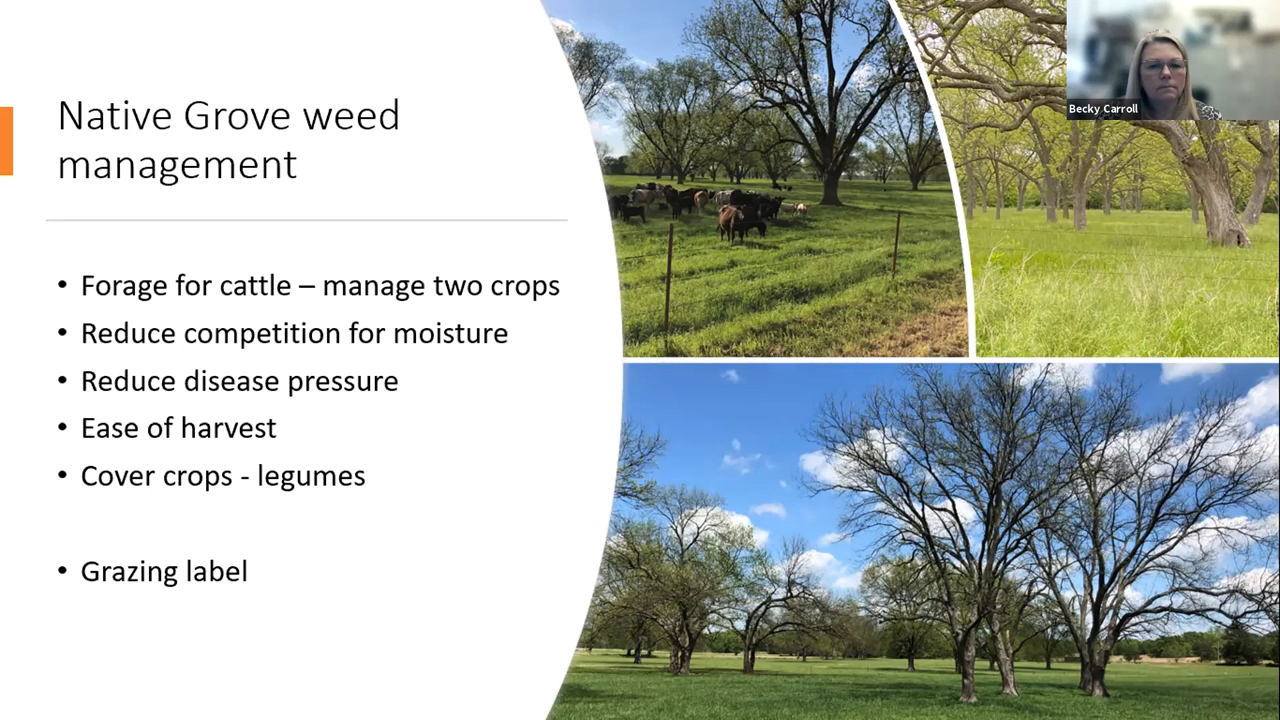 Native Grove weed
management
• Forage for cattle – manage two crops
• Reduce competition for moisture
• Reduce disease pressure
• Ease of harvest
• Cover crops - legumes
• Grazing label
Becky Carroll